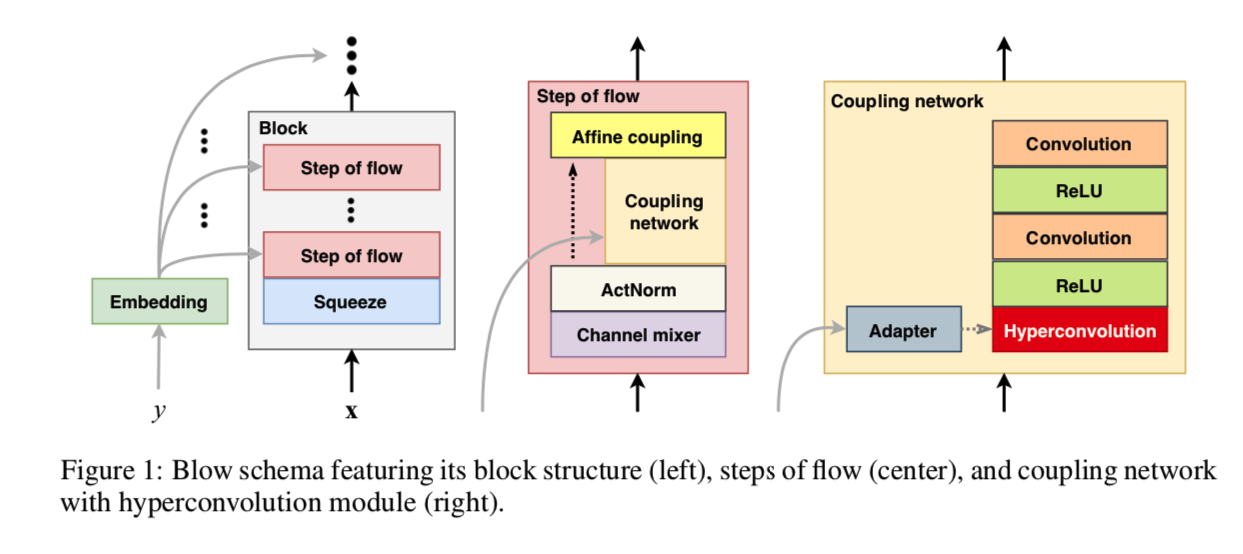 Block
Step of flow
Step of flow
Squeeze
Embedding
y
x
Step of flow
Affine coupling
Coupling
network
ActNorm
Channel mixer
Coupling network
Convolution
ReLU
Convolution
ReLU
Adapter
Hyperconvolution
Figure 1: Blow schema featuring its block structure (left), steps of flow (center), and coupling network
with hyperconvolution module (right).